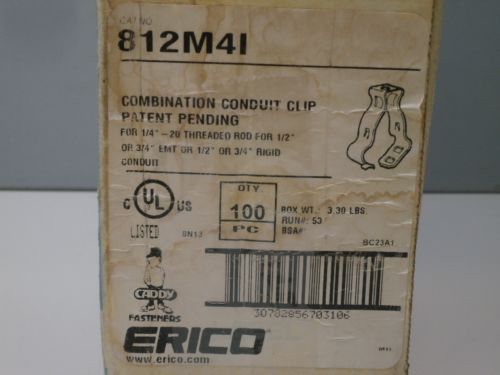 CAT NO
812M4I
COMBINATION CONDUIT CLIP
PATENT PENDING
FOR 1/4" -20 THREADED ROD FOR 1/2"
OR 3/4" EMT OR 1/2" OR 3/4" RIGID
CONDUIT
C UL US
LISTED
8N13
QTY.
100
PC
BOX WT.: 3.30 LBS.
RUN#: 53
BSA#:
BC23A1
CADDY
FASTENERS
30782856703106
ERICO
www.erico.com